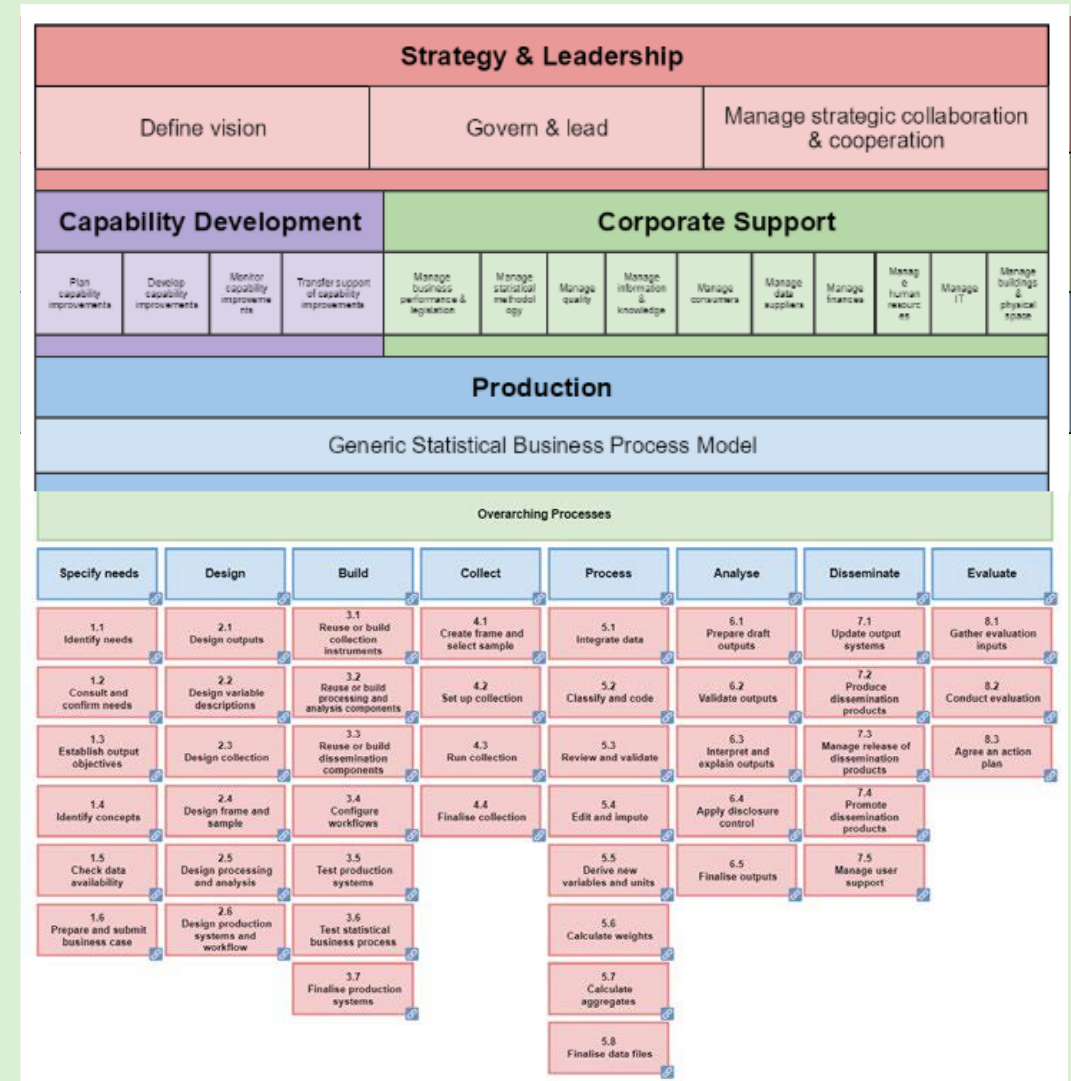 Strategy & Leadership
Define vision
Govern & lead
Manage strategic collaboration
& cooperation
Capability Development
Corporate Support
Plan
capability
improvements
Develop
capability
improvements
Monitor
capability
improveme
nts
Transfer support
of capability
improvements
Manage
business
performance &
legislation
Manage
statistical
methodol
ogy
Manage
quality
Manage
information
&
knowledge
Manage
consumers
Manage
data
suppliers
Manage
finances
Manag
e
human
resourc
es
Manage
IT
Manage
buildings
&
physical
space
Production
Generic Statistical Business Process Model
Overarching Processes
Specify needs
Design
Build
Collect
Process
Analyse
Disseminate
Evaluate
1.1
Identify needs
2.1
Design outputs
3.1
Reuse or build
collection
instruments
4.1
Create frame and
select sample
5.1
Integrate data
6.1
Prepare draft
outputs
7.1
Update output
systems
8.1
Gather evaluation
inputs
1.2
Consult and
confirm needs
2.2
Design variable
descriptions
3.2
Reuse or build
processing and
analysis components
4.2
Set up collection
5.2
Classify and code
6.2
Validate outputs
7.2
Produce
dissemination
products
8.2
Conduct evaluation
1.3
Establish output
objectives
2.3
Design collection
3.3
Reuse or build
dissemination
components
4.3
Run collection
5.3
Review and validate
6.3
Interpret and
explain outputs
7.3
Manage release of
dissemination
products
8.3
Agree an action
plan
1.4
Identify concepts
2.4
Design frame and
sample
3.4
Configure
workflows
4.4
Finalise collection
5.4
Edit and impute
6.4
Apply disclosure
control
7.4
Promote
dissemination
products
1.5
Check data
availability
2.5
Design processing
and analysis
3.5
Test production
systems
5.5
Derive new
variables and units
6.5
Finalise outputs
7.5
Manage user
support
1.6
Prepare and submit
business case
2.6
Design production
systems and
workflow
3.6
Test statistical
business process
5.6
Calculate weights
3.7
Finalise production
systems
5.7
Calculate
aggregates
5.8
Finalise data files